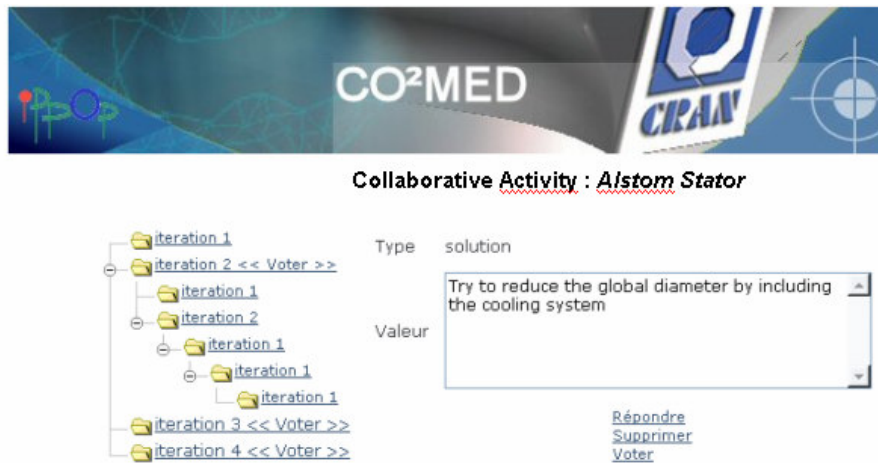 CO²MED
CRAN
ippop
Collaborative Activity : Alstom Stator
iteration 1
iteration 2 << Voter >>
iteration 1
iteration 2
iteration 1
iteration 1
iteration 1
iteration 3 << Voter >>
iteration 4 << Voter >>
Type solution
Valeur
Try to reduce the global diameter by including
the cooling system
Répondre
Supprimer
Voter